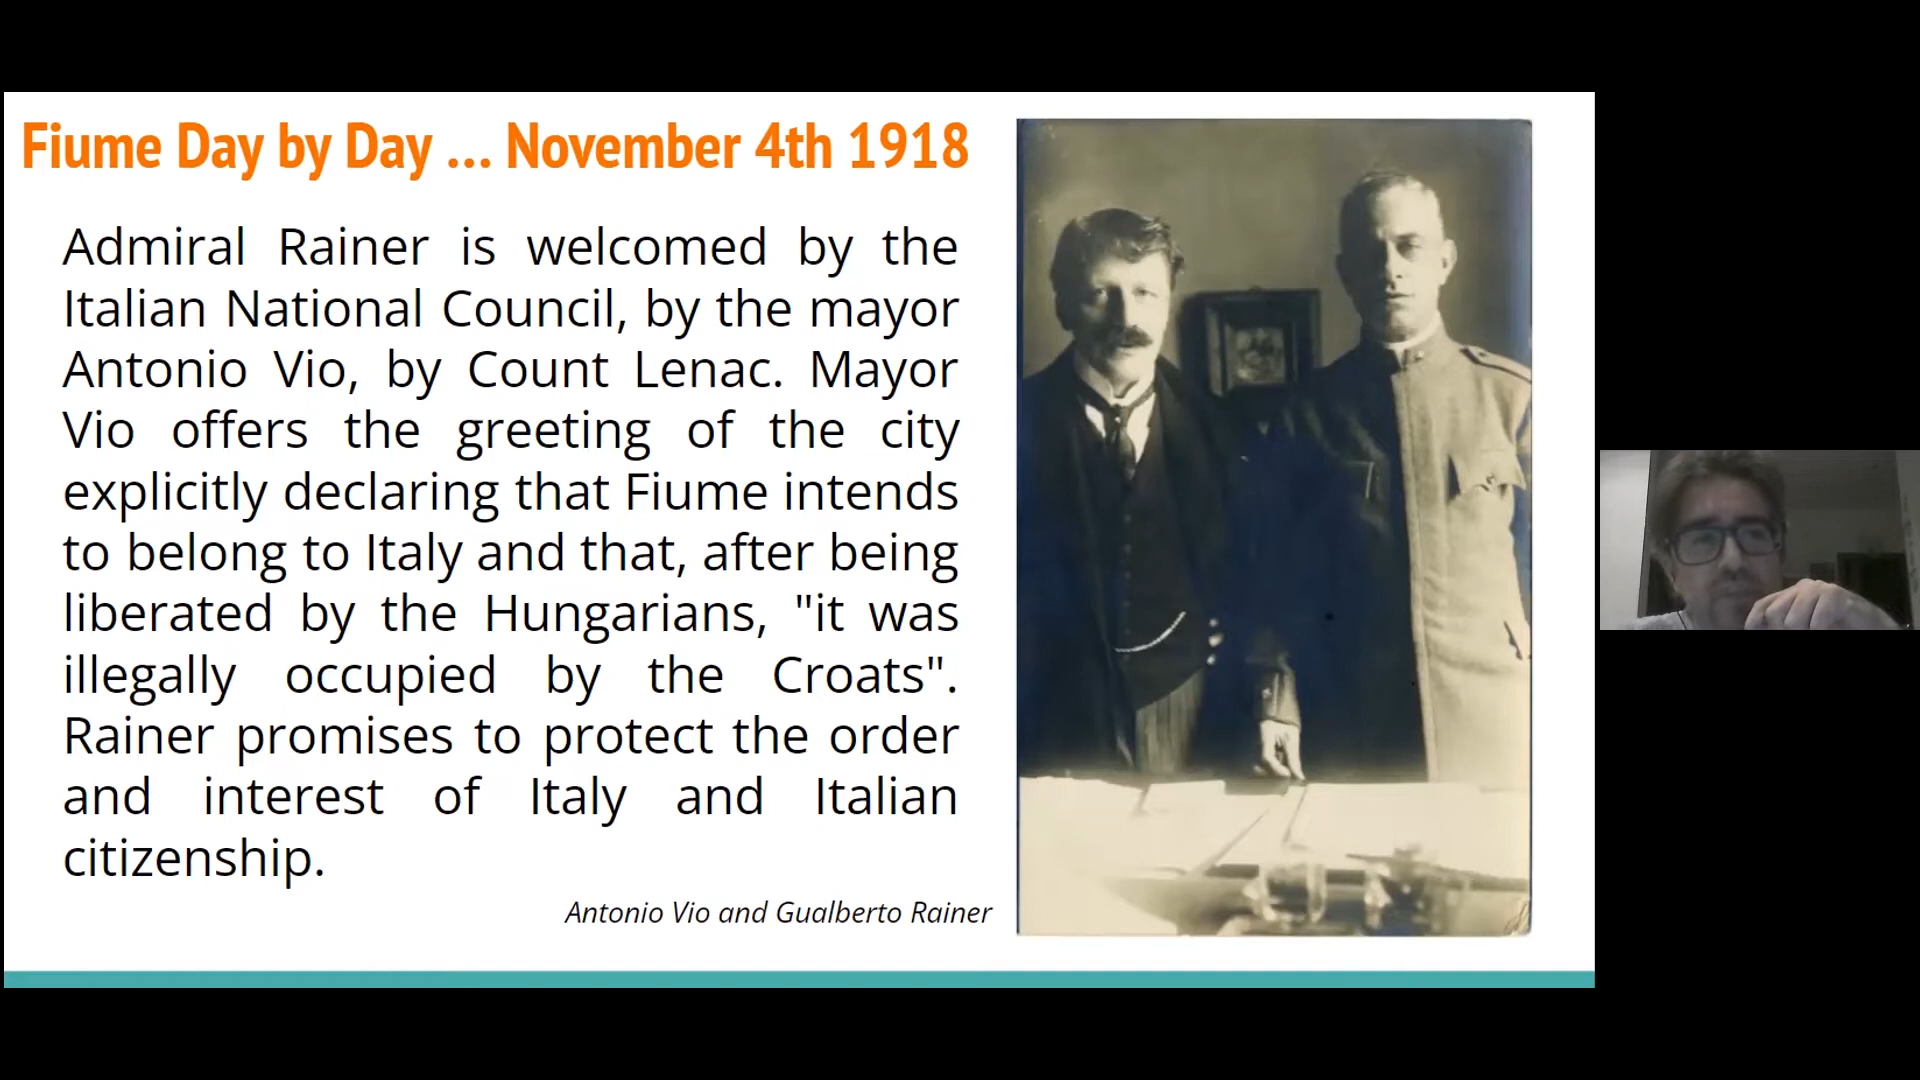 Fiume Day by Day ... November 4th 1918
Admiral Rainer is welcomed by the
Italian National Council, by the mayor
Antonio Vio, by Count Lenac. Mayor
Vio offers the greeting of the city
explicitly declaring that Fiume intends
to belong to Italy and that, after being
liberated by the Hungarians, "it was
illegally occupied by the Croats".
Rainer promises to protect the order
and interest of Italy and Italian
citizenship.
Antonio Vio and Gualberto Rainer